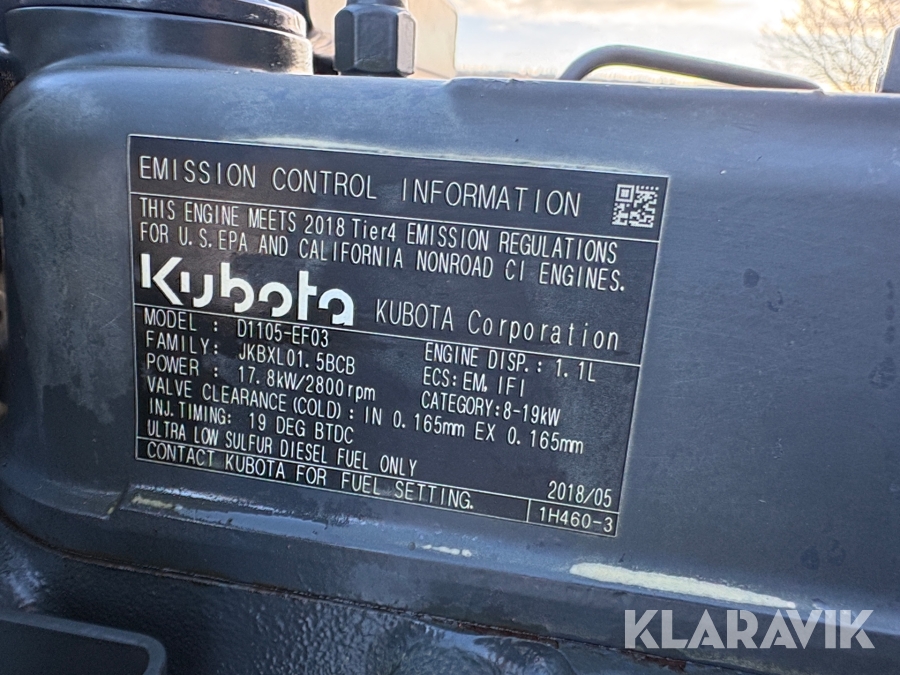 EMISSION CONTROL INFORMATION
THIS ENGINE MEETS 2018 Tier4 EMISSION REGULATIONS
FOR U.S. EPA AND CALIFORNIA NONROAD CI ENGINES.
Kubota KUBOTA Corporation
MODEL : D1105-EF03
ENGINE DISP.: 1.1L
FAMILY: JKBXL01.5BCB
ECS: EM, IFI
POWER : 17.8kW/2800rpm
CATEGORY:8-19kW
VALVE CLEARANCE(COLD): IN 0.165mm EX 0.165mm
INJ.TIMING: 19 DEG BTDC
ULTRA LOW SULFUR DIESEL FUEL ONLY
CONTACT KUBOTA FOR FUEL SETTING.
2018/05
1H460-3
KLARAVIK